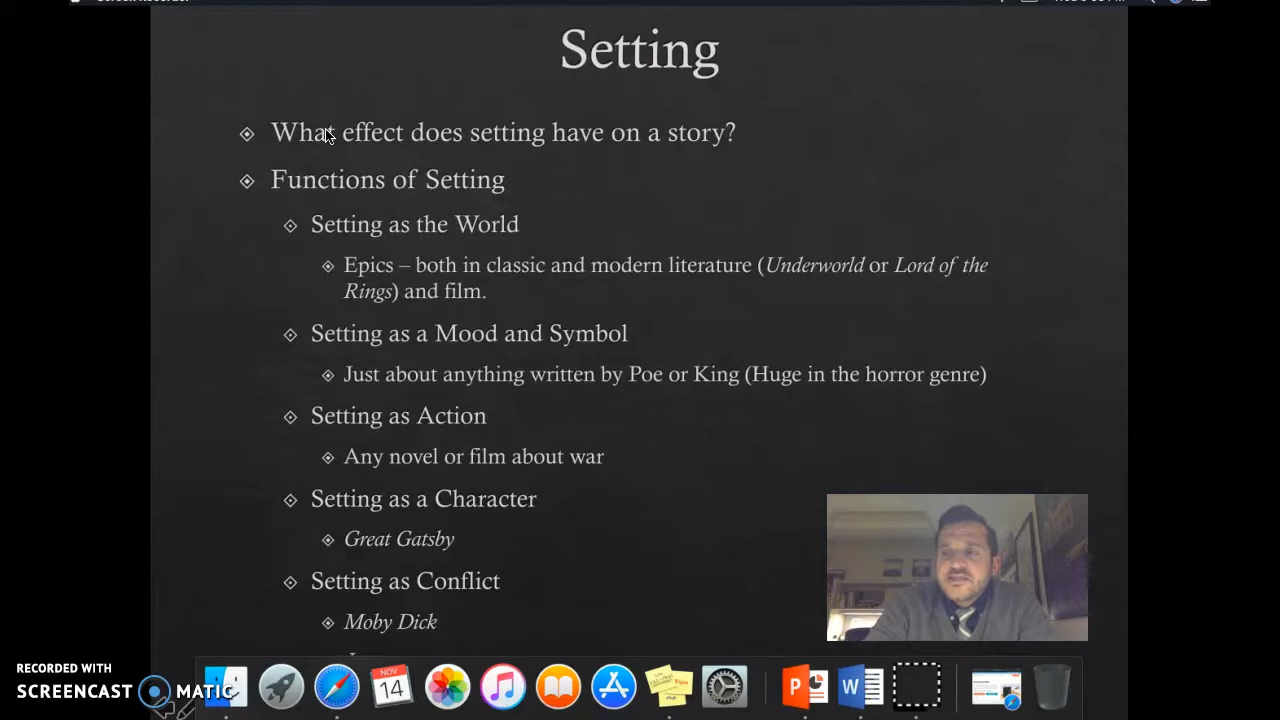 Setting
What effect does setting have on a story?
Functions of Setting
Setting as the World
Epics – both in classic and modern literature (Underworld or Lord of the
Rings) and film.
Setting as a Mood and Symbol
Just about anything written by Poe or King (Huge in the horror genre)
Setting as Action
Any novel or film about war
Setting as a Character
Great Gatsby
Setting as Conflict
Moby Dick
RECORDED WITH
SCREENCAST MATIC
NOV
14
P
W